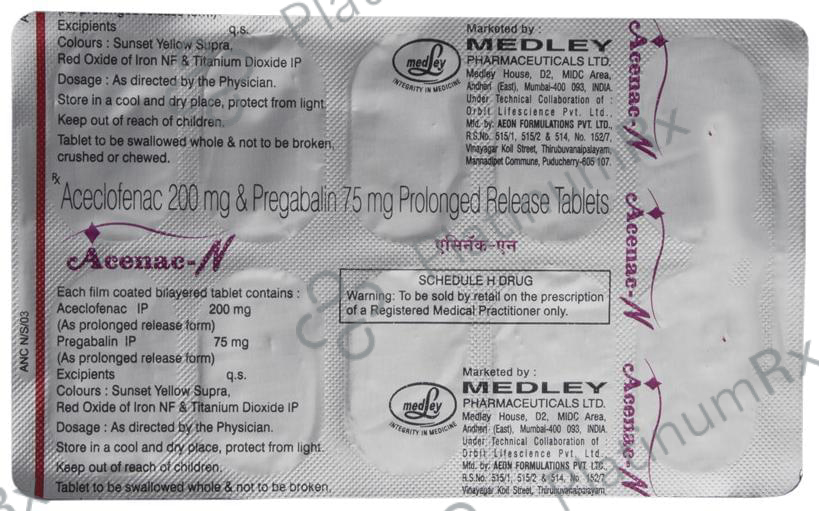 Excipients q.s.
Colours : Sunset Yellow Supra,
Red Oxide of Iron NF & Titanium Dioxide IP
Dosage : As directed by the Physician.
Store in a cool and dry place, protect from light.
Keep out of reach of children.
Tablet to be swallowed whole & not to be broken,
crushed or chewed.
Marketed by :
medley
INTEGRITY IN MEDICINE
MEDLEY
PHARMACEUTICALS LTD.
Medley House, D2, MIDC Area,
Andheri (East), Mumbai-400 093, INDIA.
Under Technical Collaboration of :
Orbit Lifescience Pvt. Ltd.,
Mfd. by: AEON FORMULATIONS PVT. LTD.,
R.S.No. 515/1, 515/2 & 514, No. 152/7,
Vinayagar Koil Street, Thirubuvanaipalayam,
Mannadipet Commune, Puducherry-605 107.
Rx
Aceclofenac 200 mg & Pregabalin 75 mg Prolonged Release Tablets
Acenac-N
एसिनॅक-एन
SCHEDULE H DRUG
Warning: To be sold by retail on the prescription
of a Registered Medical Practitioner only.
Each film coated bilayered tablet contains :
Aceclofenac IP 200 mg
(As prolonged release form)
Pregabalin IP 75 mg
(As prolonged release form)
Excipients q.s.
Colours : Sunset Yellow Supra,
Red Oxide of Iron NF & Titanium Dioxide IP
Dosage : As directed by the Physician.
Store in a cool and dry place, protect from light.
Keep out of reach of children.
Tablet to be swallowed whole & not to be broken,
Marketed by :
medley
INTEGRITY IN MEDICINE
MEDLEY
PHARMACEUTICALS LTD.
Medley House, D2, MIDC Area,
Andheri (East), Mumbai-400 093, INDIA.
Under Technical Collaboration of :
Orbit Lifescience Pvt. Ltd.,
Mfd. by: AEON FORMULATIONS PVT. LTD.,
R.S.No. 515/1, 515/2 & 514, No. 152/7,
Vinayagar Koil Street, Thirubuvanaipalayam,
Acenac-N
Acenac-N
Acenac-N
ANC N/S/03
PlatinumRx
PlatinumRx